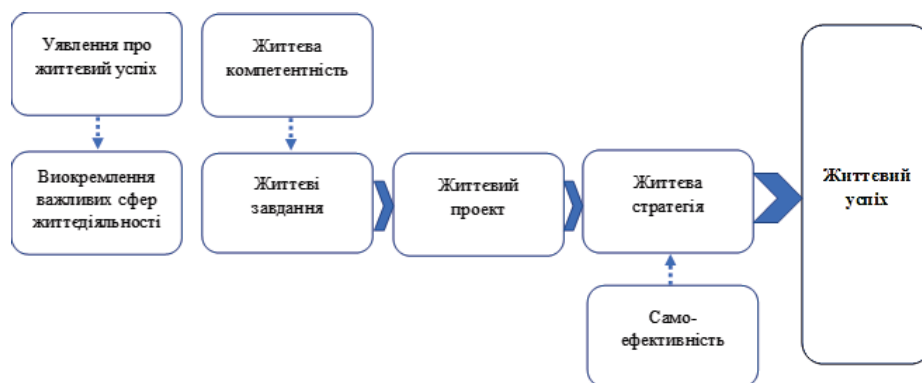 Уявлення про
життєвий успіх
Життєва
компетентність
Виокремлення
важливих сфер
життєдіяльності
Життєві
завдання
Життєвий
проект
Життєва
стратегія
Життєвий
успіх
Само-
ефективність